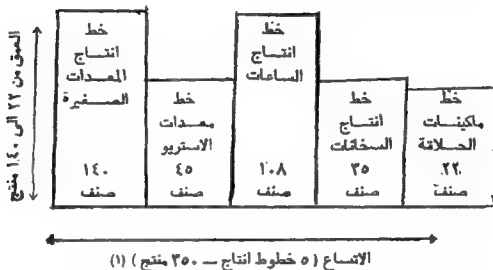 خط
ماكينات
الحلاقة
٢٢
صنف
خط
انتاج
السخانات
٣٥
صنف
خط
انتاج
الساعات
١٠٨
صنف
خط
معدات
الاستريو
٤٥
صنف
خط
انتاج
المعدات
الصغيرة
١٤٠
صنف
العمق من ٢٢ الى ١٤٠ منتج
الاتساع ( ٥ خطوط انتاج — ٣٥٠ منتج ) (١)